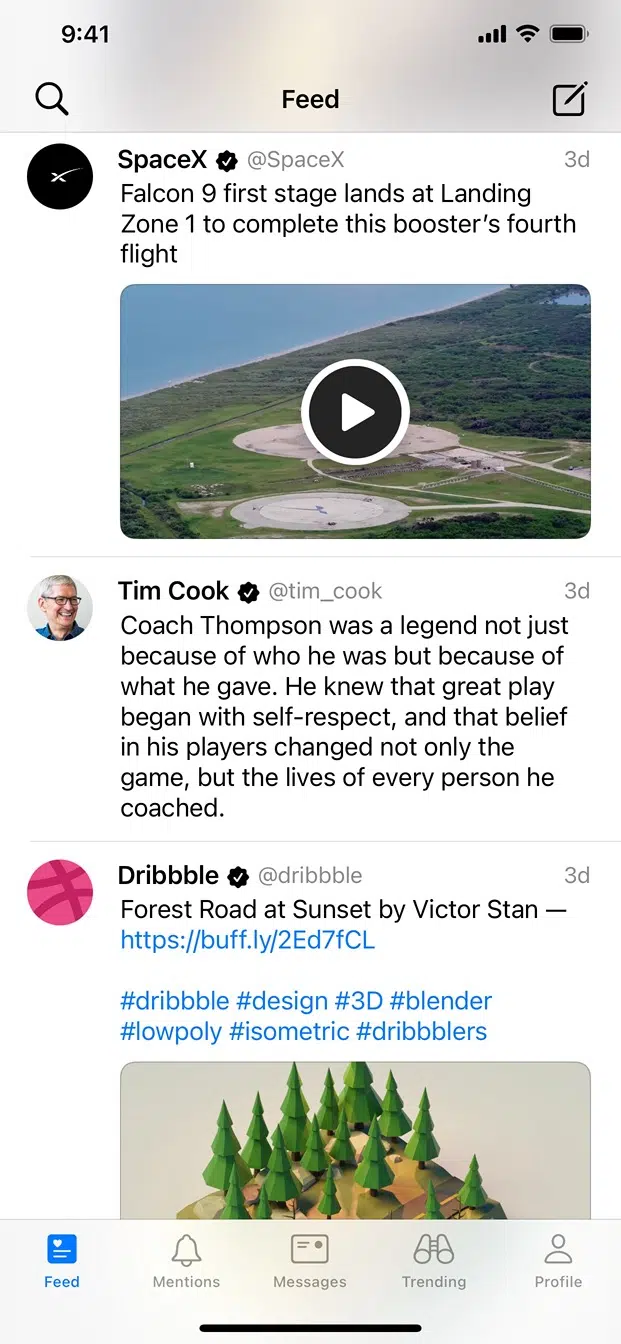 9:41
Feed
SpaceX @SpaceX 3d
Falcon 9 first stage lands at Landing
Zone 1 to complete this booster’s fourth
flight
Tim Cook @tim_cook 3d
Coach Thompson was a legend not just
because of who he was but because of
what he gave. He knew that great play
began with self-respect, and that belief
in his players changed not only the
game, but the lives of every person he
coached.
Dribbble @dribbble 3d
Forest Road at Sunset by Victor Stan —
https://buff.ly/2Ed7fCL
#dribbble #design #3D #blender
#lowpoly #isometric #dribbblers
Feed Mentions Messages Trending Profile